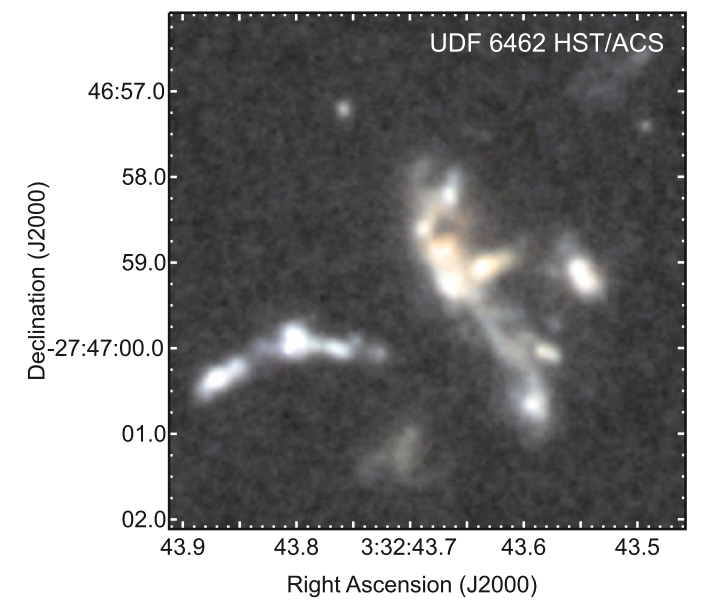 UDF 6462 HST/ACS
46:57.0
58.0
59.0
-27:47:00.0
01.0
02.0
Declination (J2000)
43.9 43.8 3:32:43.7 43.6 43.5
Right Ascension (J2000)